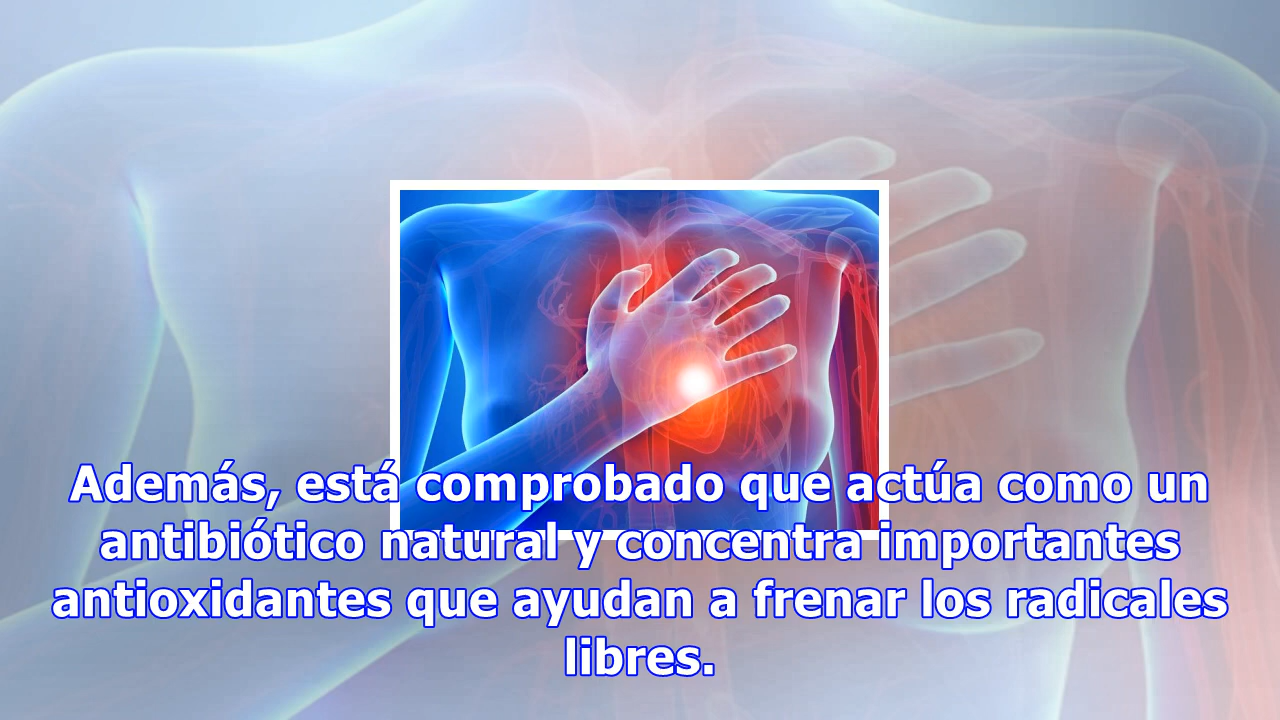 Además, está comprobado que actúa como un
antibiótico natural y concentra importantes
antioxidantes que ayudan a frenar los radicales
libres.